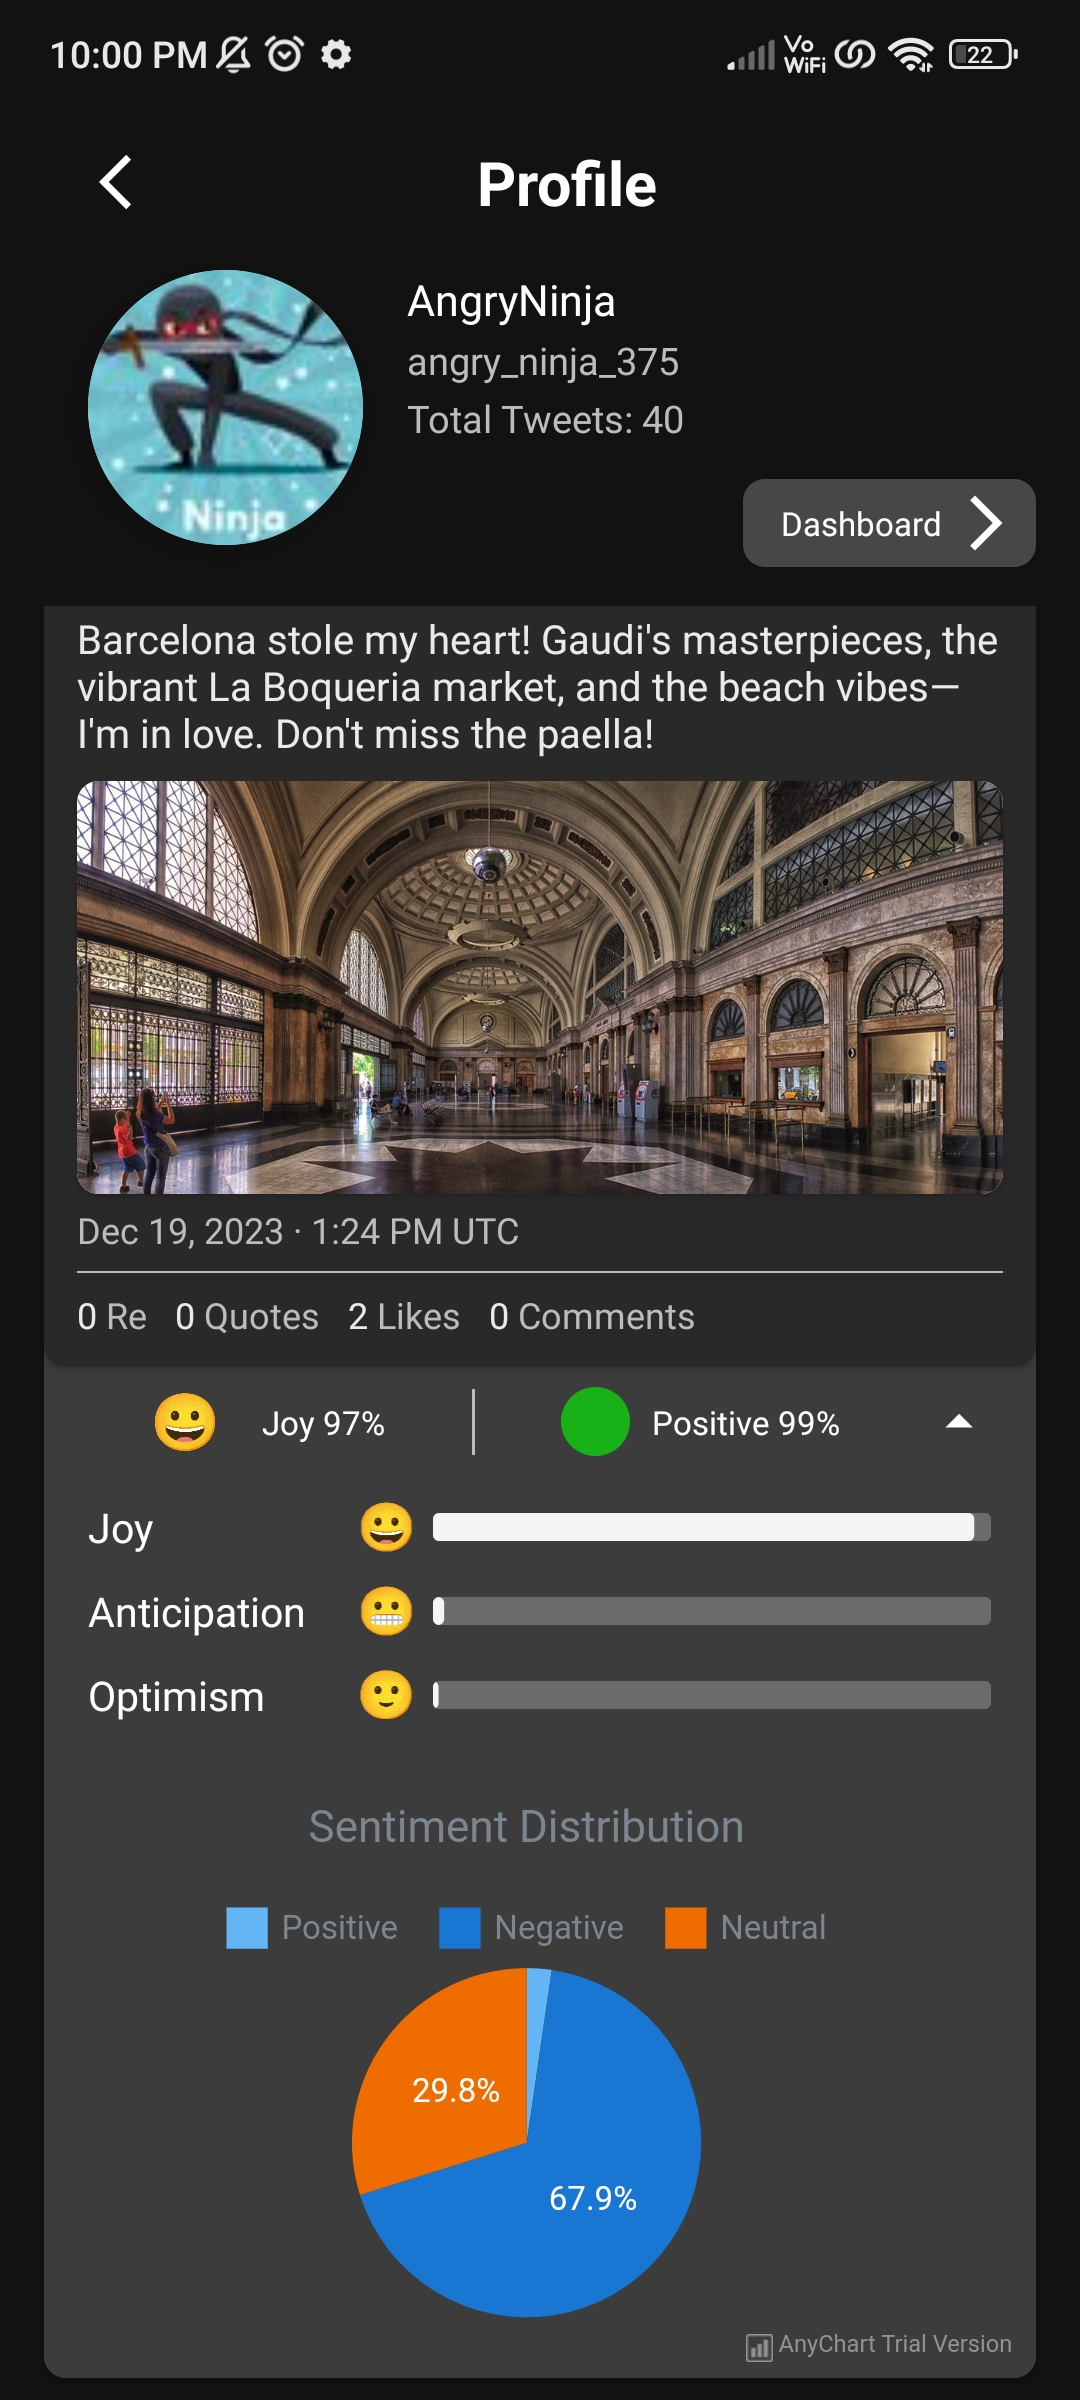 10:00 PM
Vo
WiFi
22
Profile
Ninja
AngryNinja
angry_ninja_375
Total Tweets: 40
Dashboard
Barcelona stole my heart! Gaudi's masterpieces, the
vibrant La Boqueria market, and the beach vibes—
I'm in love. Don't miss the paella!
Dec 19, 2023 · 1:24 PM UTC
0 Re 0 Quotes 2 Likes 0 Comments
Joy 97%
Positive 99%
Joy
Anticipation
Optimism
Sentiment Distribution
Positive Negative Neutral
29.8%
67.9%
AnyChart Trial Version